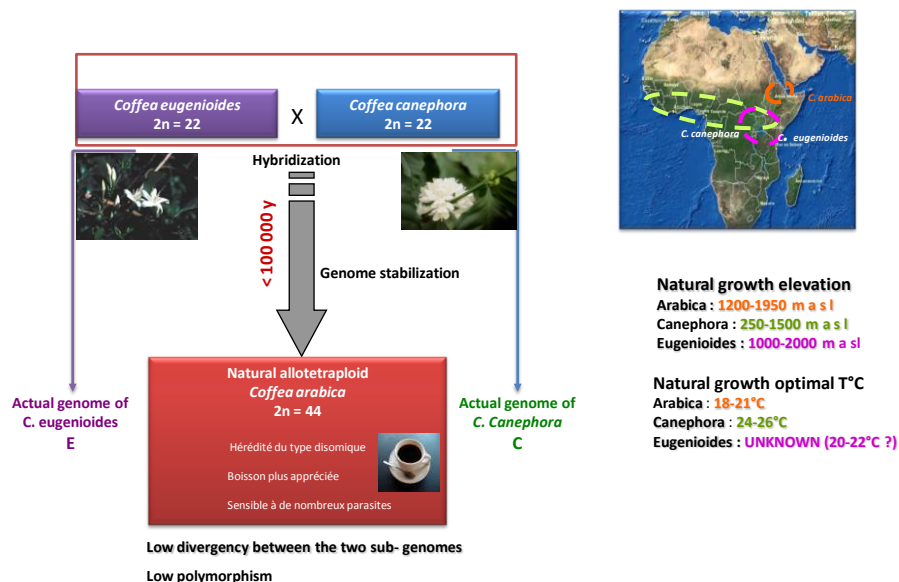 Coffea eugenioides
2n = 22
X
Coffea canephora
2n = 22
Hybridization
< 100 000 y
Genome stabilization
Natural allotetraploid
Coffea arabica
2n = 44
Hérédité du type disomique
Boisson plus appréciée
Sensible à de nombreux parasites
Actual genome of
C. eugenioides
E
Actual genome of
C. Canephora
C
Low divergency between the two sub- genomes
Low polymorphism
C. arabica
C. canephora
C. eugenioides
Natural growth elevation
Arabica : 1200-1950 m a s l
Canephora : 250-1500 m a s l
Eugenioides : 1000-2000 m a sl
Natural growth optimal T°C
Arabica : 18-21°C
Canephora : 24-26°C
Eugenioides : UNKNOWN (20-22°C ?)